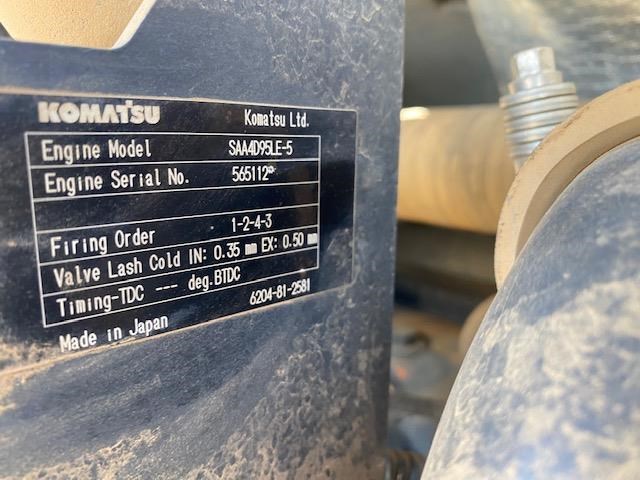 KOMATSU Komatsu Ltd.
Engine Model SAA4D95LE-5
Engine Serial No. 565112
Firing Order 1-2-4-3
Valve Lash Cold IN: 0.35 mm EX: 0.50 mm
Timing-TDC --- deg.BTDC
6204-81-2581
Made in Japan